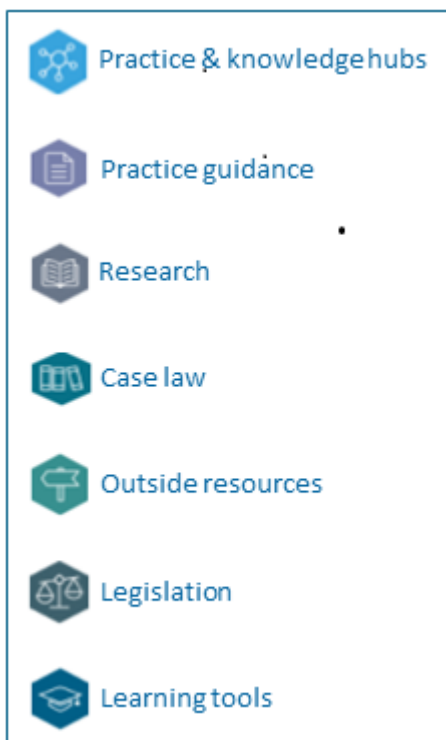 Practice & knowledge hubs
Practice guidance
Research
Case law
Outside resources
Legislation
Learning tools